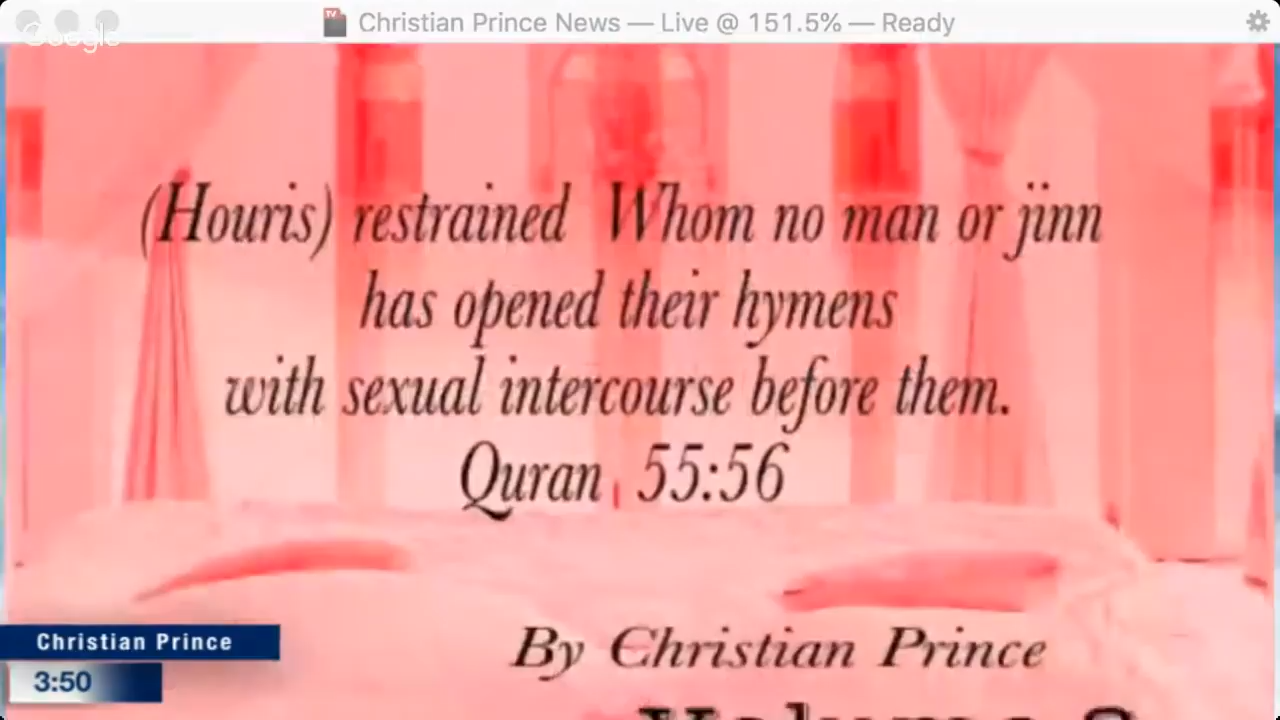 Christian Prince News — Live @ 151.5% — Ready
Google
(Houris) restrained Whom no man or jinn
has opened their hymens
with sexual intercourse before them.
Quran 55:56
By Christian Prince
Christian Prince
3:50